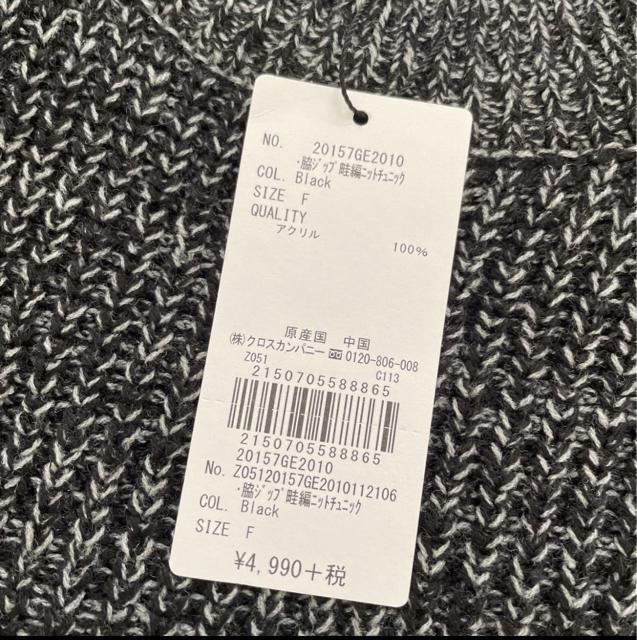 NO. 20157GE2010
・脇ジップ畦編ニットチュニック
COL. Black
SIZE F
QUALITY
アクリル 100%
原産国 中国
(株)クロスカンパニー 0120-806-008
Z051 C113
2150705588865
2150705588865
20157GE2010
No. Z05120157GE2010112106
・脇ジップ畦編ニットチュニック
COL. Black
SIZE F
¥4,990+税